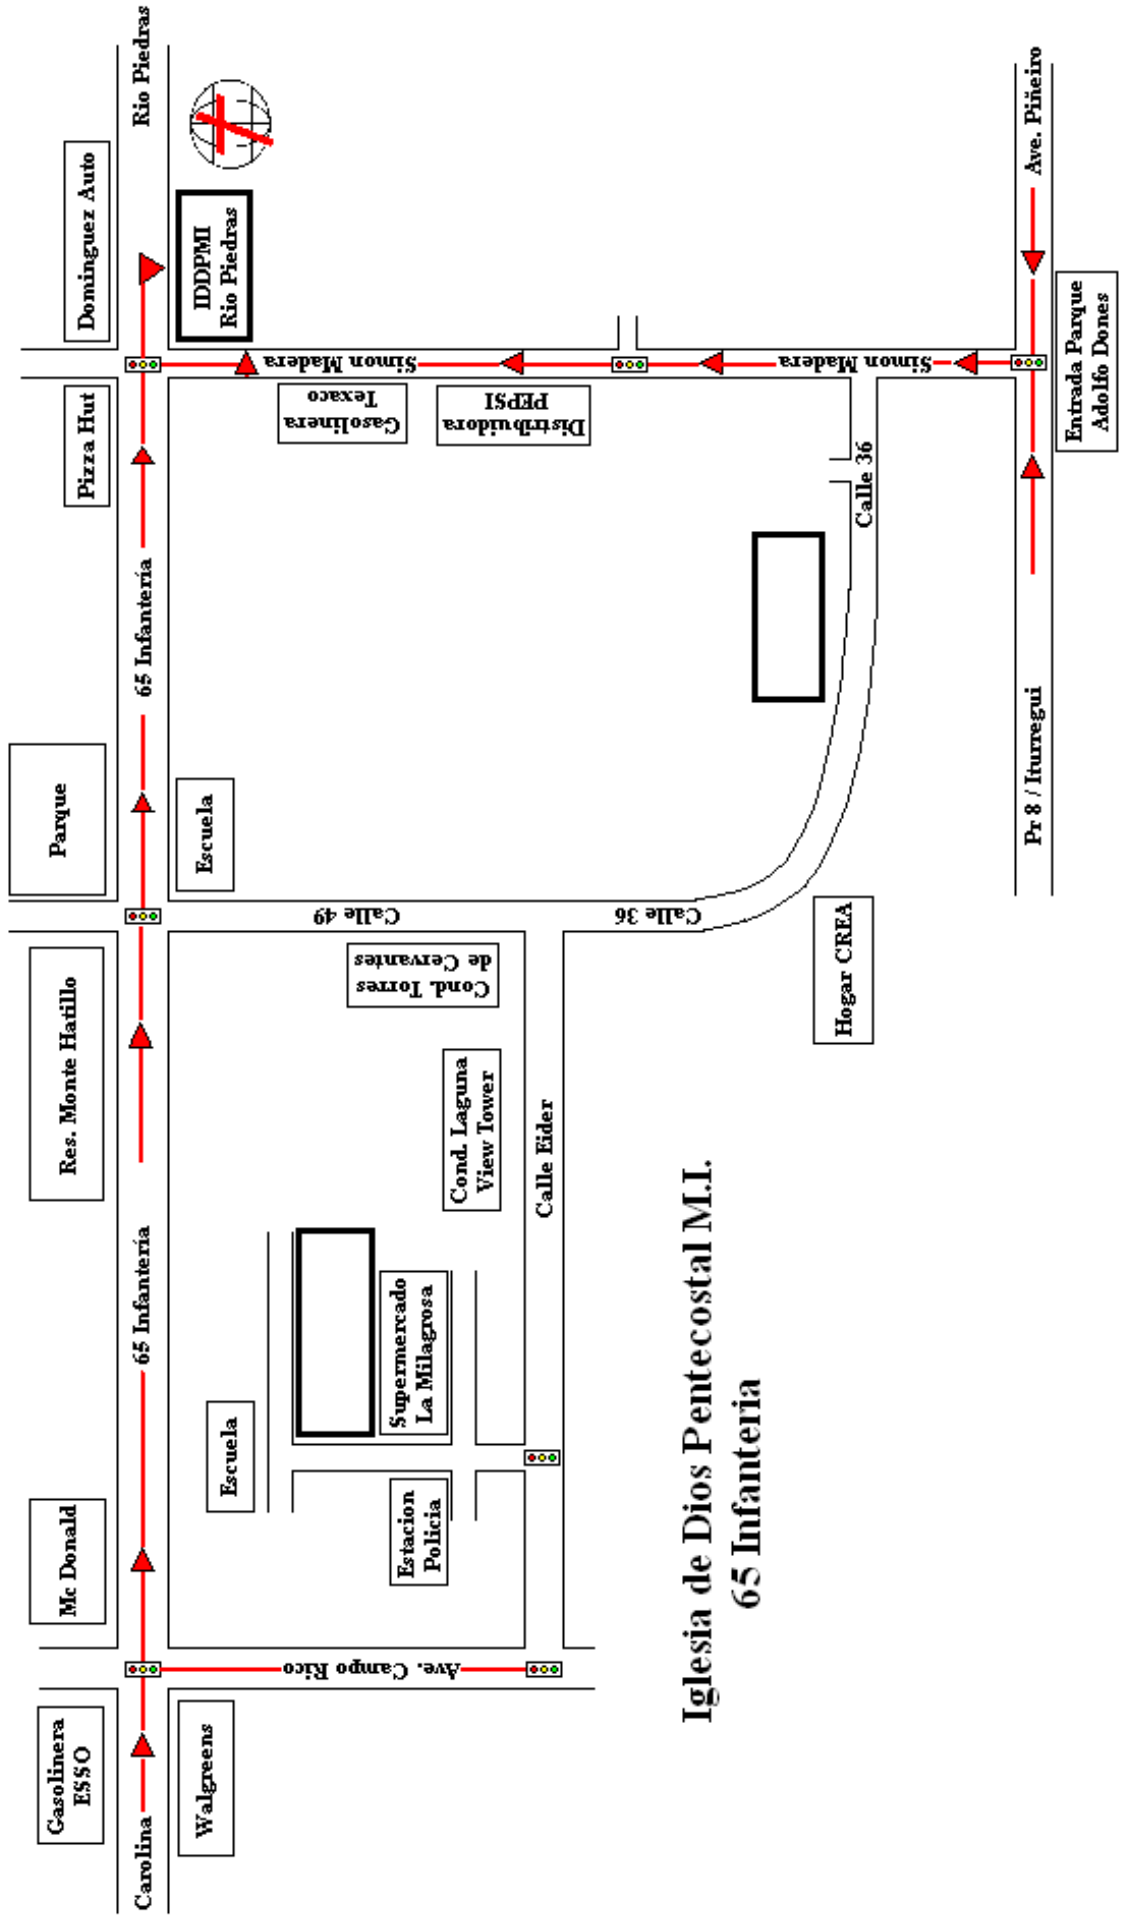 Gasolinera
ESSO
Mc Donald
Res. Monte Hatillo
Parque
Pizza Hut
Dominguez Auto
Carolina
65 Infantería
65 Infantería
Rio Piedras
Walgreens
Escuela
Escuela
IDDPMI
Rio Piedras
Ave. Campo Rico
Estacion
Policia
Supermercado
La Milagrosa
Cond. Laguna
View Tower
Cond. Torres
de Cervantes
Calle 49
Calle 36
Calle Eider
Gasolinera
Texaco
Distribuidora
PEPSI
Simon Madera
Simon Madera
Calle 36
Hogar CREA
Iglesia de Dios Pentecostal M.I.
65 Infanteria
Pr 8 / Iturregui
Ave. Piñeiro
Entrada Parque
Adolfo Dones